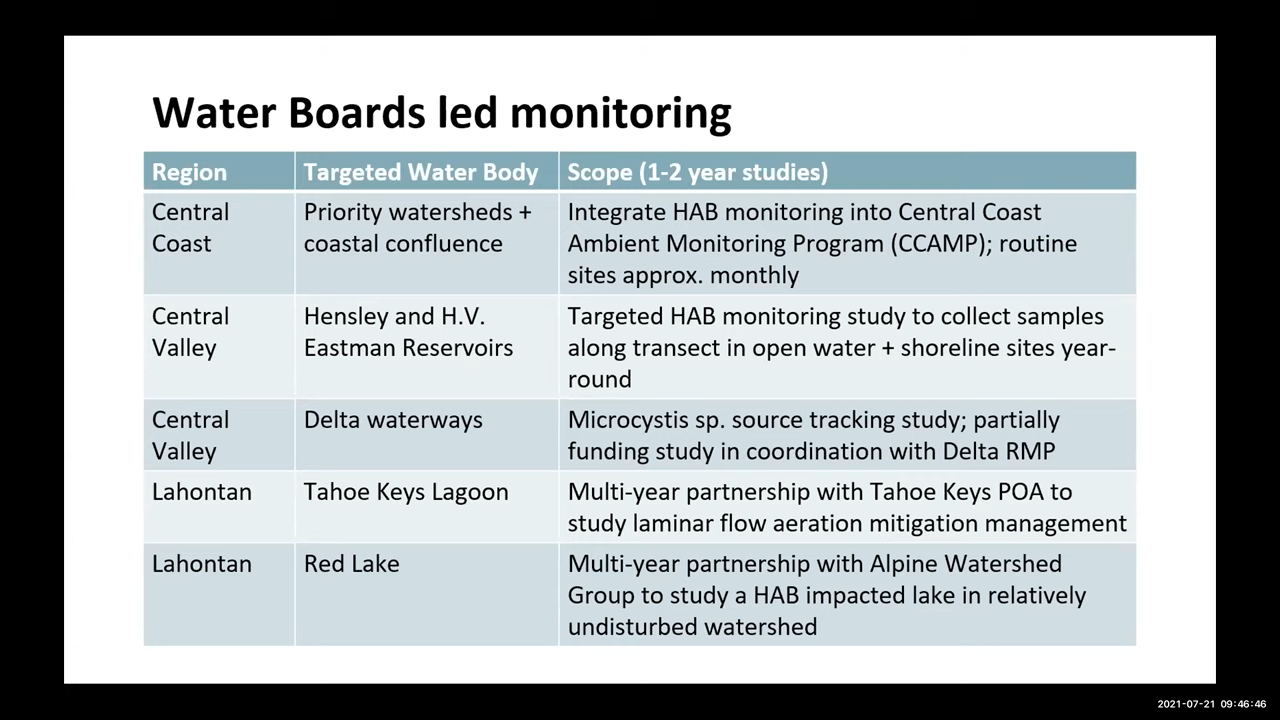 Water Boards led monitoring
Region
Targeted Water Body
Scope (1-2 year studies)
Central
Coast
Priority watersheds +
coastal confluence
Integrate HAB monitoring into Central Coast
Ambient Monitoring Program (CCAMP); routine
sites approx. monthly
Central
Valley
Hensley and H.V.
Eastman Reservoirs
Targeted HAB monitoring study to collect samples
along transect in open water + shoreline sites year-
round
Central
Valley
Delta waterways
Microcystis sp. source tracking study; partially
funding study in coordination with Delta RMP
Lahontan
Tahoe Keys Lagoon
Multi-year partnership with Tahoe Keys POA to
study laminar flow aeration mitigation management
Lahontan
Red Lake
Multi-year partnership with Alpine Watershed
Group to study a HAB impacted lake in relatively
undisturbed watershed
2021-07-21 09:46:46